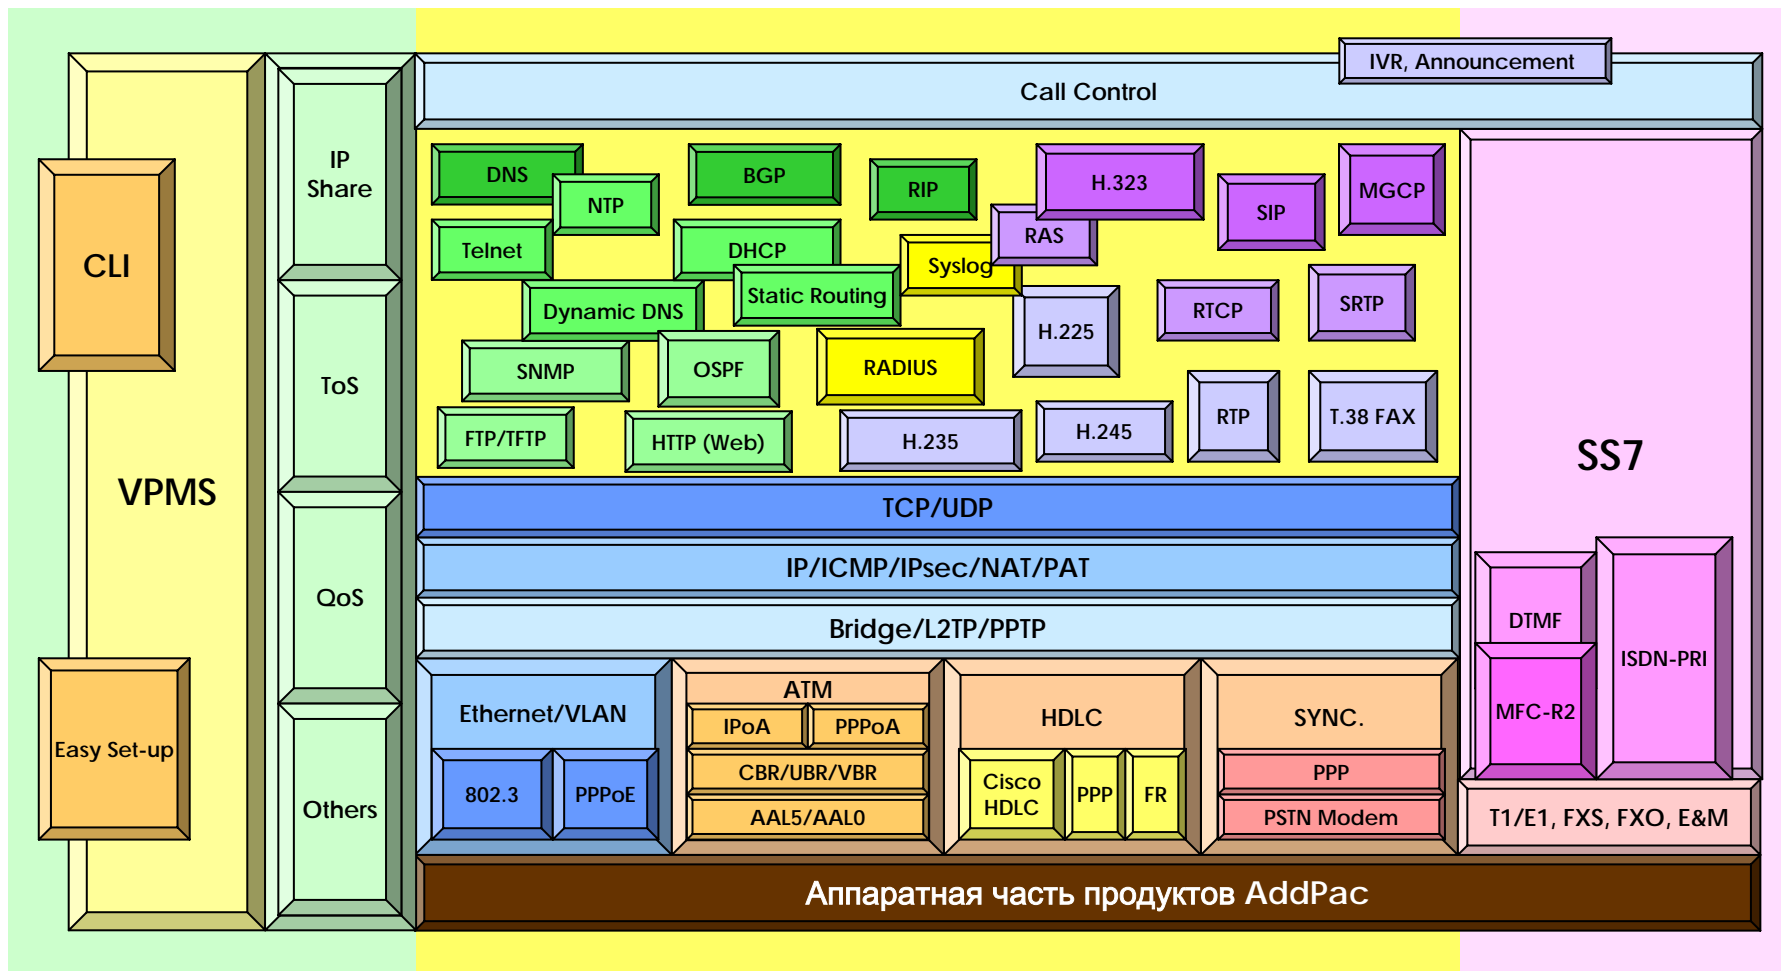 IVR, Announcement
Call Control
IP
Share
DNS
BGP
RIP
H.323
MGCP
NTP
SIP
CLI
Telnet
DHCP
RAS
Syslog
Static Routing
Dynamic DNS
RTCP
SRTP
H.225
SNMP
OSPF
RADIUS
ToS
FTP/TFTP
HTTP (Web)
H.235
H.245
RTP
T.38 FAX
SS7
VPMS
TCP/UDP
IP/ICMP/IPsec/NAT/PAT
QoS
Bridge/L2TP/PPTP
DTMF
ISDN-PRI
MFC-R2
Ethernet/VLAN
ATM
HDLC
SYNC.
IPoA
PPPoA
Easy Set-up
802.3
PPPoE
CBR/UBR/VBR
AAL5/AAL0
Cisco
HDLC
PPP
FR
PPP
PSTN Modem
Others
T1/E1, FXS, FXO, E&M
Аппаратная часть продуктов AddPac